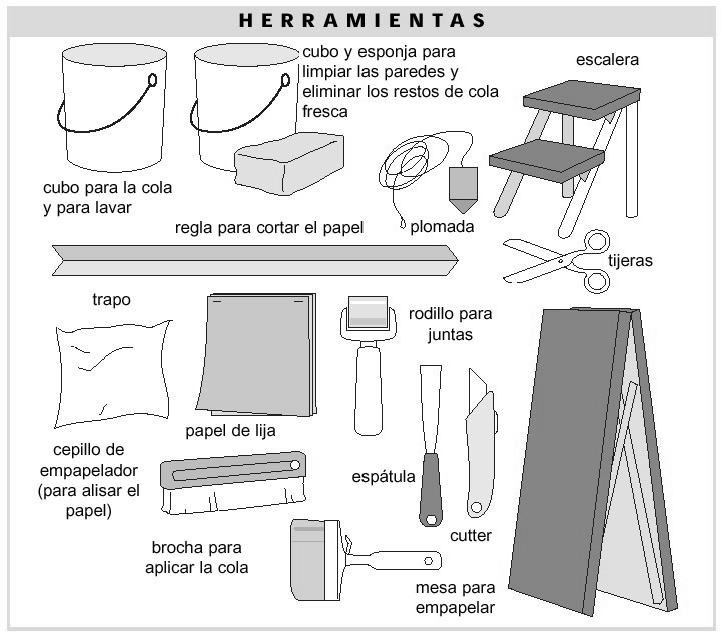 HERRAMIENTAS
cubo y esponja para
limpiar las paredes y
eliminar los restos de cola
fresca
escalera
cubo para la cola
y para lavar
plomada
regla para cortar el papel
tijeras
trapo
rodillo para
juntas
papel de lija
cepillo de
empapelador
(para alisar el
papel)
espátula
cutter
brocha para
aplicar la cola
mesa para
empapelar